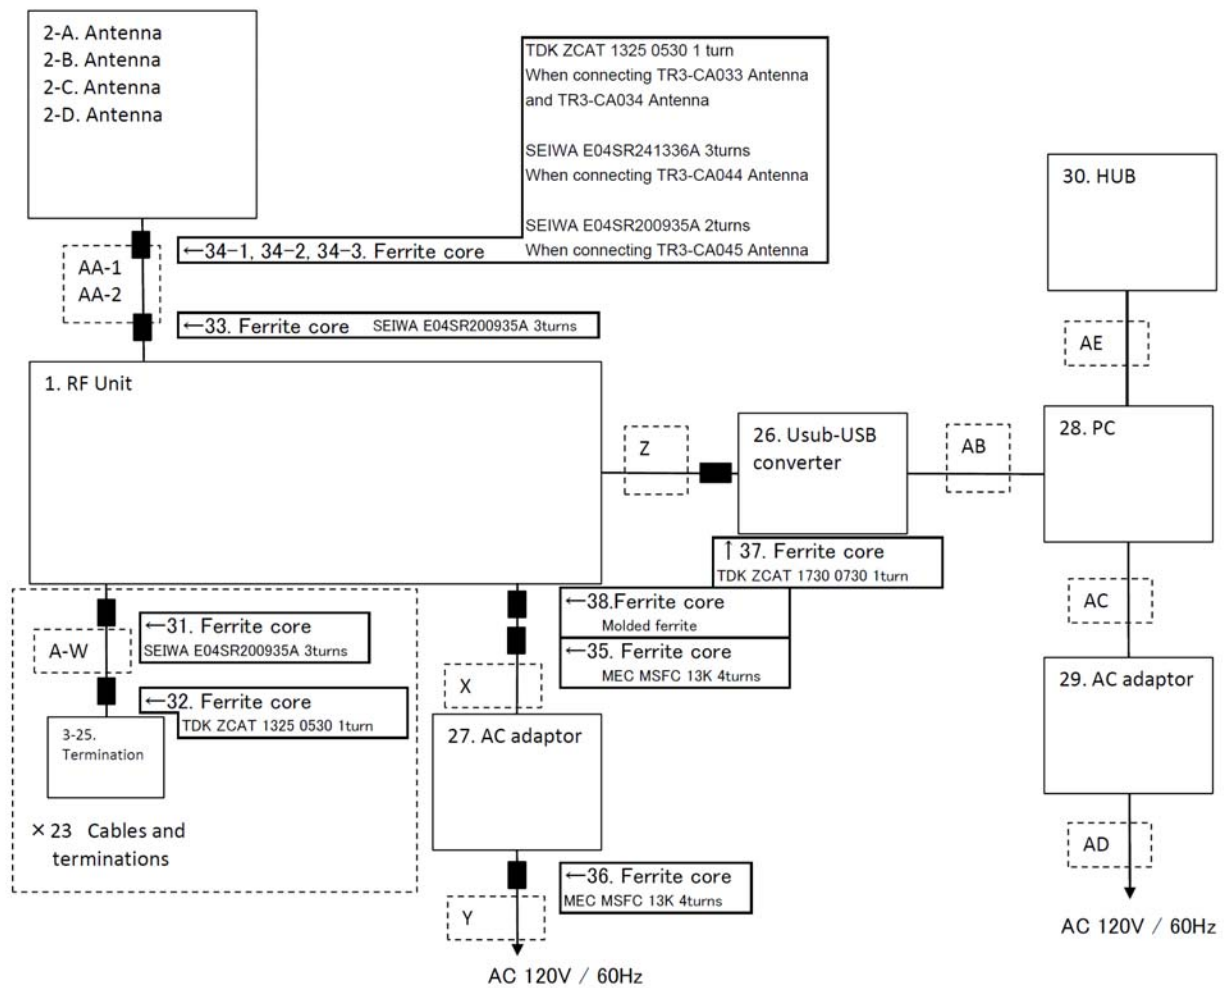 2-A. Antenna
2-B. Antenna
2-C. Antenna
2-D. Antenna
TDK ZCAT 1325 0530 1 turn
When connecting TR3-CA033 Antenna
and TR3-CA034 Antenna
SEIWA E04SR241336A 3turns
When connecting TR3-CA044 Antenna
SEIWA E04SR200935A 2turns
When connecting TR3-CA045 Antenna
←34-1, 34-2, 34-3. Ferrite core
AA-1
AA-2
←33. Ferrite core SEIWA E04SR200935A 3turns
30. HUB
AE
1. RF Unit
Z
26. Usub-USB
converter
AB
28. PC
↑37. Ferrite core
TDK ZCAT 1730 0730 1turn
←38.Ferrite core
Molded ferrite
←35. Ferrite core
MEC MSFC 13K 4turns
X
AC
←31. Ferrite core
SEIWA E04SR200935A 3turns
A-W
←32. Ferrite core
TDK ZCAT 1325 0530 1turn
3-25.
Termination
×23 Cables and
terminations
27. AC adaptor
29. AC adaptor
←36. Ferrite core
MEC MSFC 13K 4turns
Y
AC 120V / 60Hz
AD
AC 120V / 60Hz